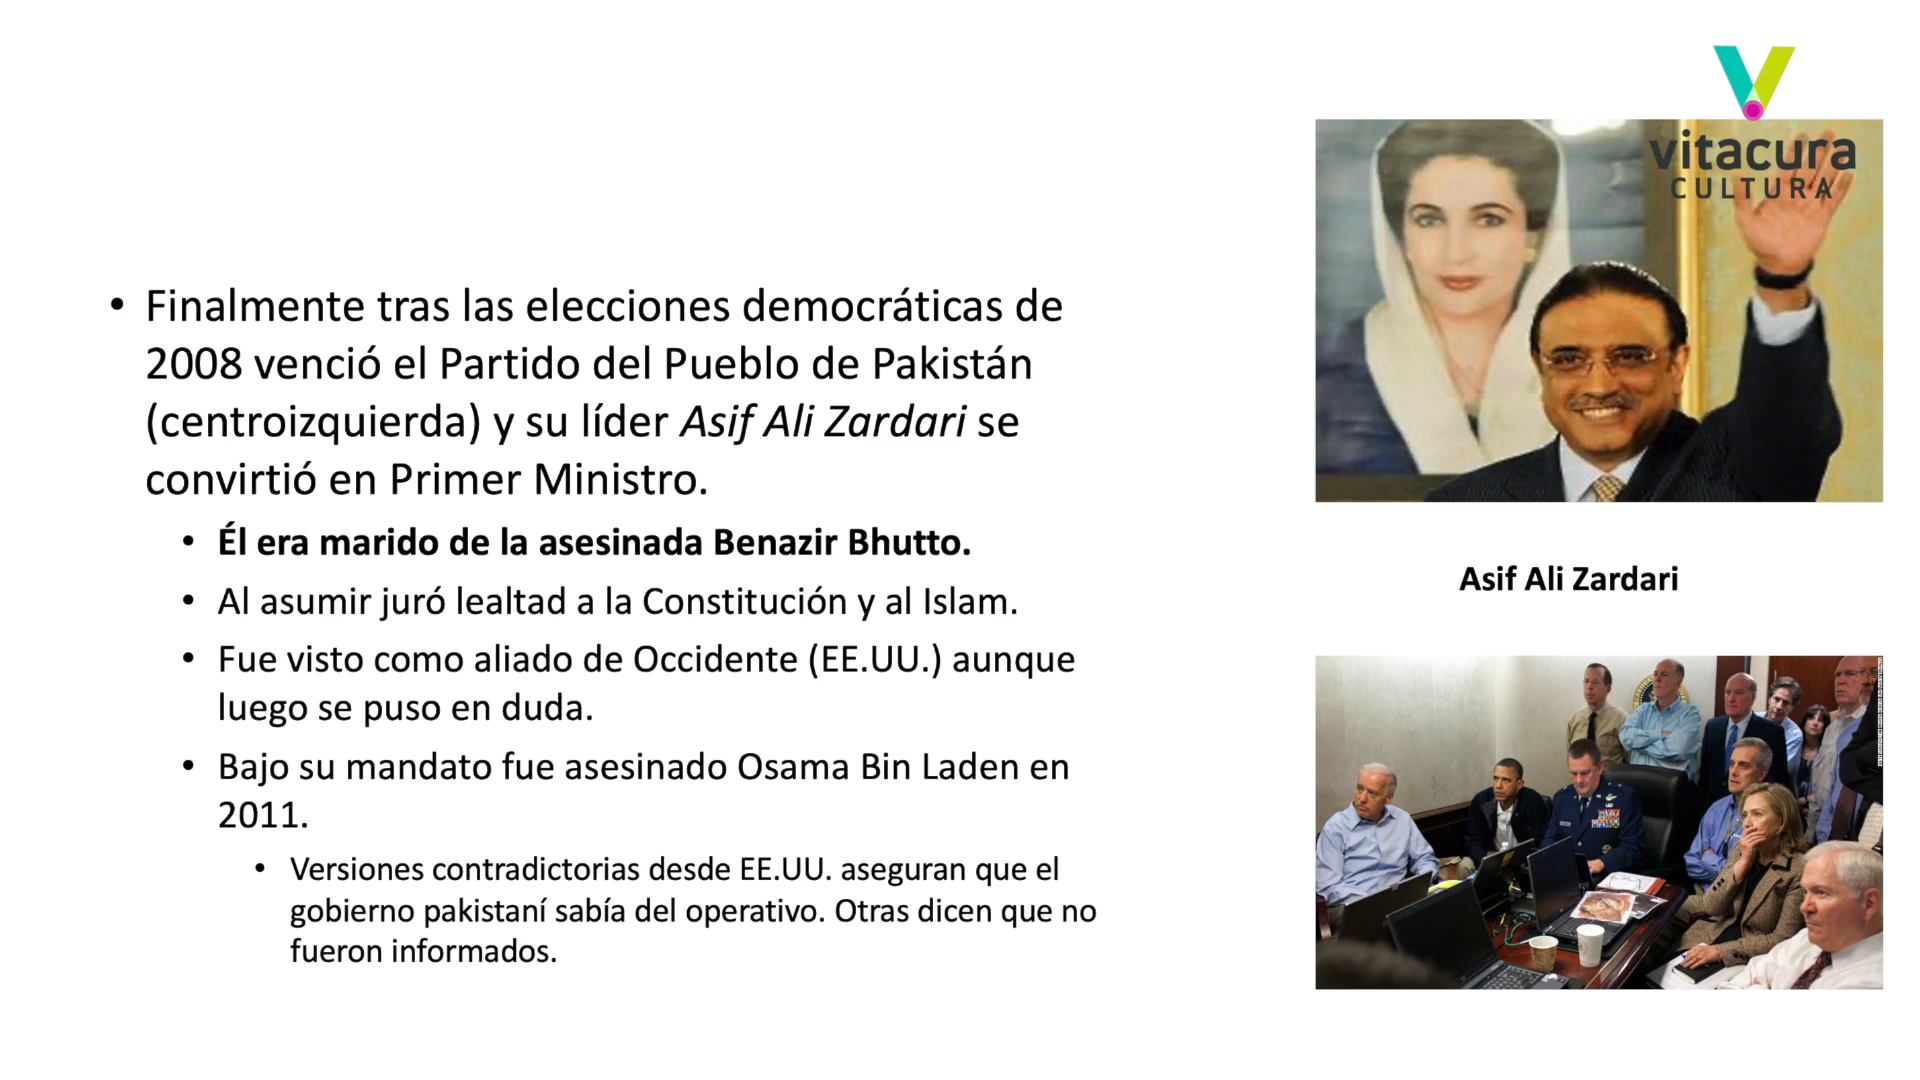 vitacura
CULTURA
• Finalmente tras las elecciones democráticas de
2008 venció el Partido del Pueblo de Pakistán
(centroizquierda) y su líder Asif Ali Zardari se
convirtió en Primer Ministro.
• Él era marido de la asesinada Benazir Bhutto.
• Al asumir juró lealtad a la Constitución y al Islam.
• Fue visto como aliado de Occidente (EE.UU.) aunque
luego se puso en duda.
• Bajo su mandato fue asesinado Osama Bin Laden en
2011.
• Versiones contradictorias desde EE.UU. aseguran que el
gobierno pakistaní sabía del operativo. Otras dicen que no
fueron informados.
Asif Ali Zardari